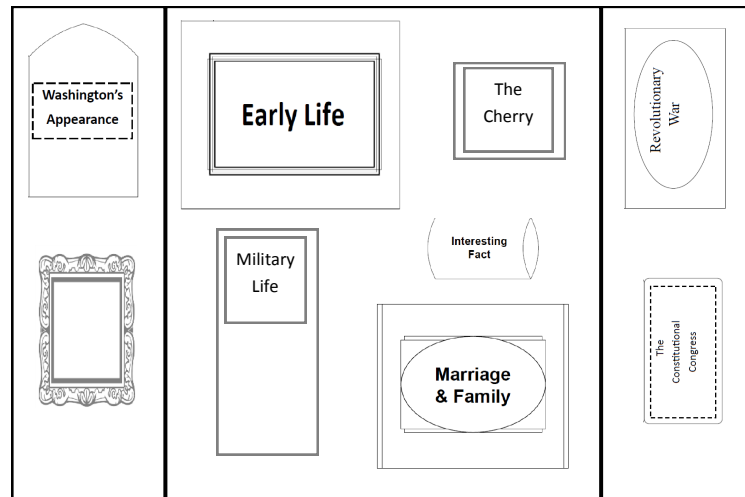 Washington's
Appearance
Early Life
The
Cherry
Military
Life
Interesting
Fact
Marriage
& Family
Revolutionary
War
The
Constitutional
Congress